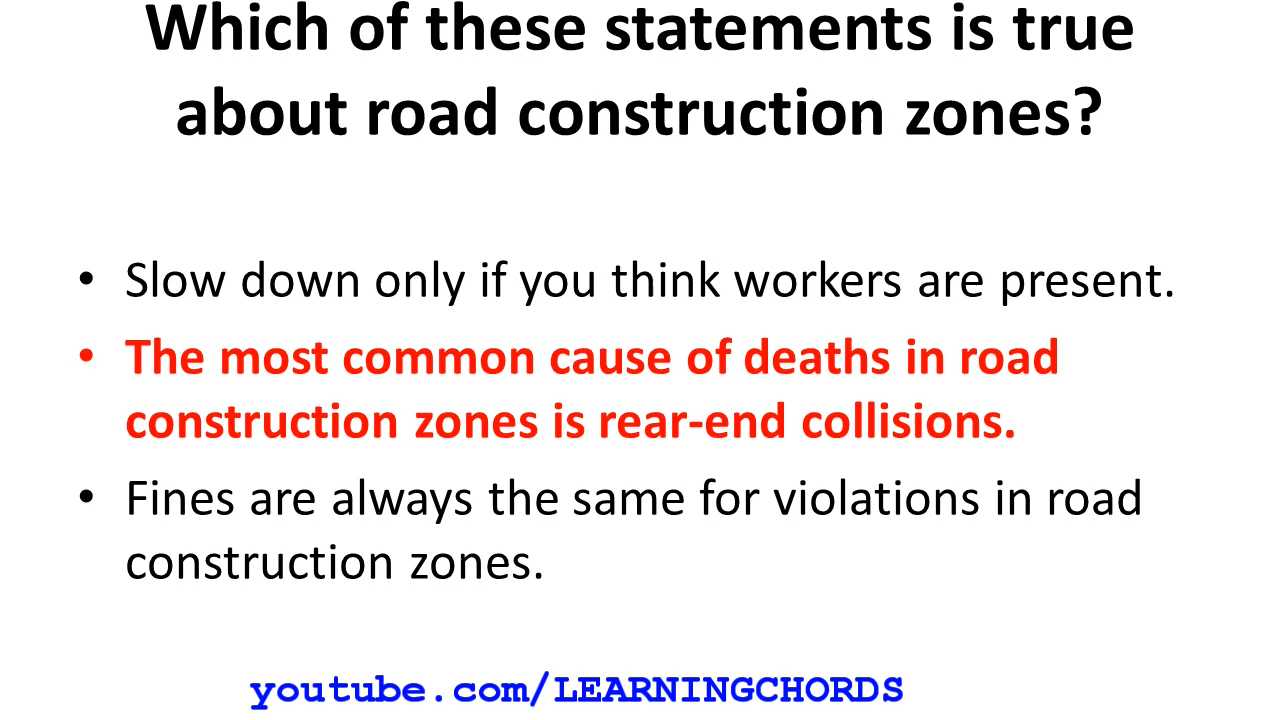 Which of these statements is true
about road construction zones?
• Slow down only if you think workers are present.
• The most common cause of deaths in road
construction zones is rear-end collisions.
• Fines are always the same for violations in road
construction zones.
youtube.com/LEARNINGCHORDS